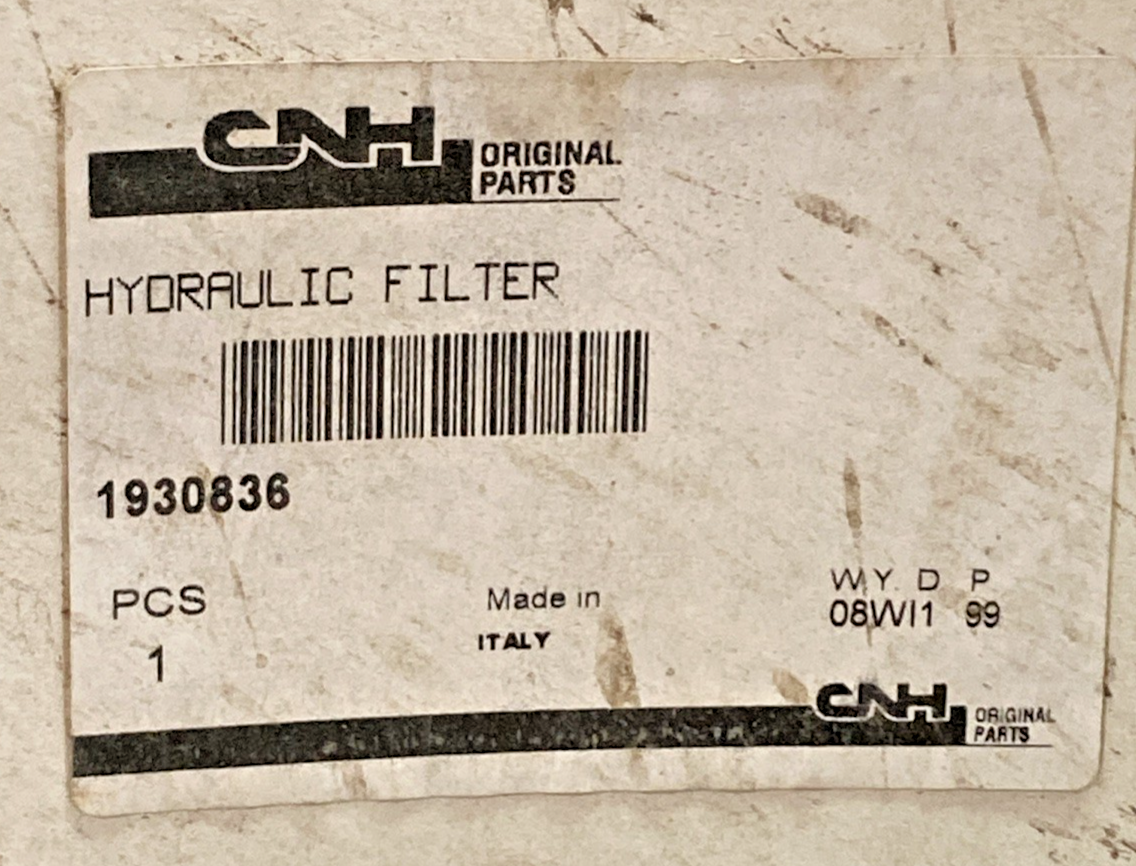 CNH ORIGINAL
PARTS
HYDRAULIC FILTER
1930836
PCS
1
Made in
ITALY
W Y. D P
08WI1 99
CNH ORIGINAL
PARTS